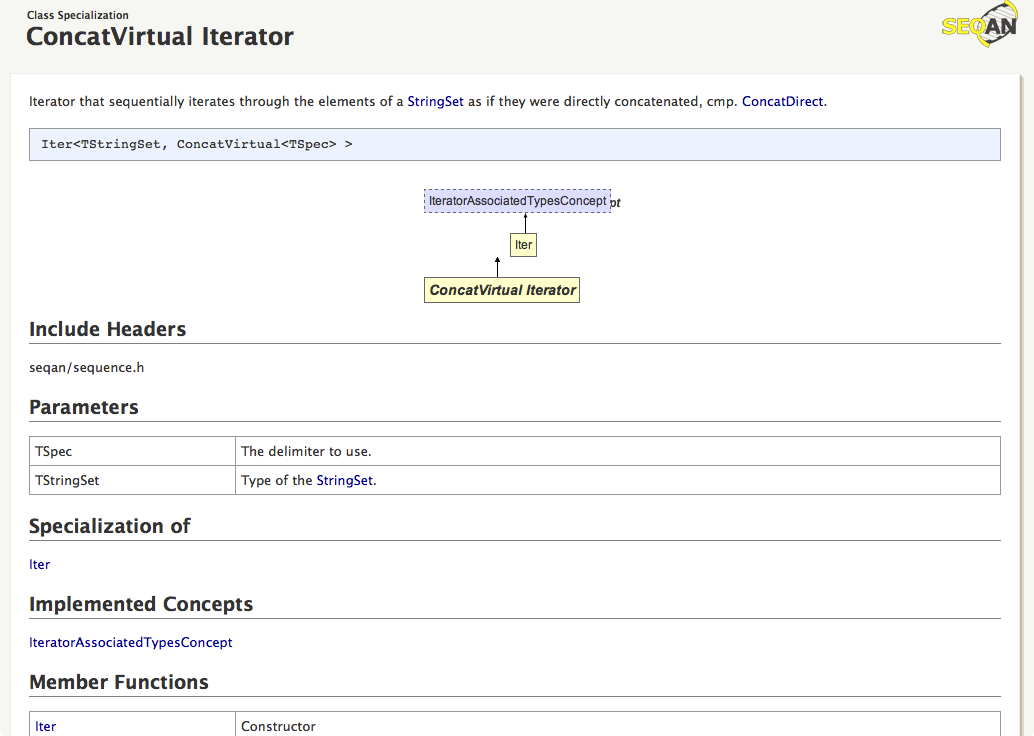 Class Specialization
ConcatVirtual Iterator
SEQAN
Iterator that sequentially iterates through the elements of a StringSet as if they were directly concatenated, cmp. ConcatDirect.
Iter<TStringSet, ConcatVirtual<TSpec> >
IteratorAssociatedTypesConcept pt
Iter
ConcatVirtual Iterator
Include Headers
seqan/sequence.h
Parameters
TSpec The delimiter to use.
TStringSet Type of the StringSet.
Specialization of
Iter
Implemented Concepts
IteratorAssociatedTypesConcept
Member Functions
Iter Constructor